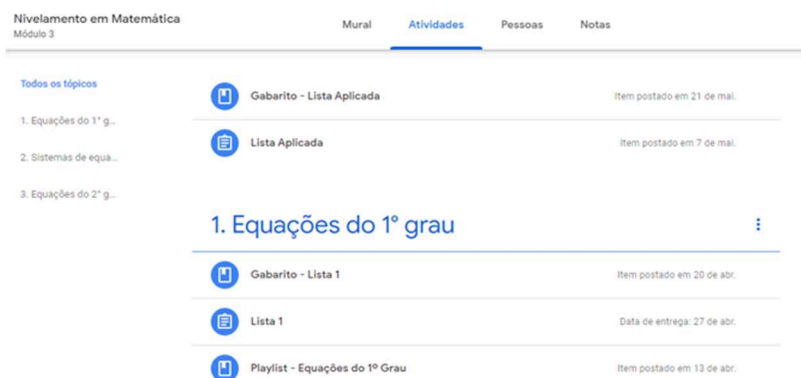 Nivelamento em Matemática
Módulo 3
Mural Atividades Pessoas Notas
Todos os tópicos
1. Equações do 1° g...
2. Sistemas de equa...
3. Equações do 2° g...
Gabarito - Lista Aplicada Item postado em 21 de mai.
Lista Aplicada Item postado em 7 de mai.
1. Equações do 1° grau
Gabarito - Lista 1 Item postado em 20 de abr.
Lista 1 Data de entrega: 27 de abr.
Playlist - Equações do 1º Grau Item postado em 13 de abr.